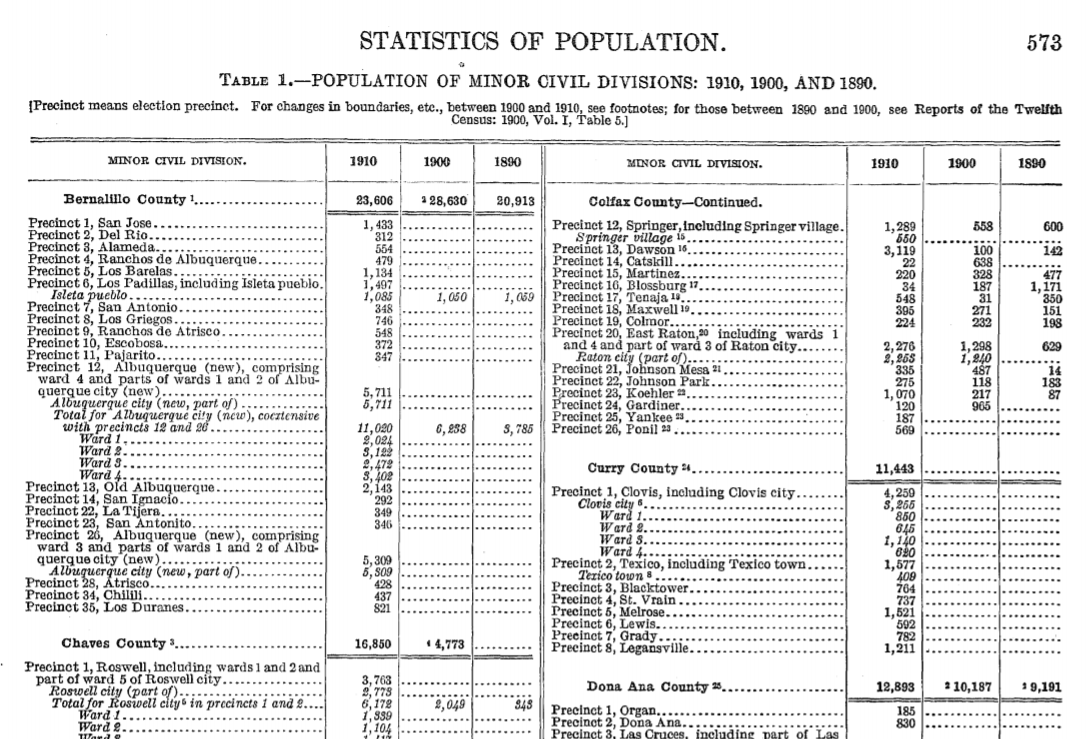 STATISTICS OF POPULATION. 573
TABLE 1.—POPULATION OF MINOR CIVIL DIVISIONS: 1910, 1900, AND 1890.
[Precinct means election precinct. For changes in boundaries, etc., between 1900 and 1910, see footnotes; for those between 1890 and 1900, see Reports of the Twelfth
Census: 1900, Vol. I, Table 5.]
MINOR CIVIL DIVISION. 1910 1900 1890
Bernalillo County ¹ 23,606 ² 28,630 20,913
Precinct 1, San Jose 1,433
Precinct 2, Del Rio 312
Precinct 3, Alameda 554
Precinct 4, Ranchos de Albuquerque 479
Precinct 5, Los Barelas 1,134
Precinct 6, Los Padillas, including Isleta pueblo. 1,497
Isleta pueblo 1,085 1,050 1,059
Precinct 7, San Antonio 348
Precinct 8, Los Griegos 746
Precinct 9, Ranchos de Atrisco 548
Precinct 10, Escobosa 372
Precinct 11, Pajarito 347
Precinct 12, Albuquerque (new), comprising
ward 4 and parts of wards 1 and 2 of Albu-
querque city (new) 5,711
Albuquerque city (new, part of) 5,711
Total for Albuquerque city (new), coextensive
with precincts 12 and 26 11,020 6,238 3,785
Ward 1 2,024
Ward 2 3,122
Ward 3 2,472
Ward 4 3,402
Precinct 13, Old Albuquerque 2,143
Precinct 14, San Ignacio 292
Precinct 22, La Tijera 349
Precinct 23, San Antonito 346
Precinct 26, Albuquerque (new), comprising
ward 3 and parts of wards 1 and 2 of Albu-
querque city (new) 5,309
Albuquerque city (new, part of) 5,309
Precinct 28, Atrisco 428
Precinct 34, Chilili 437
Precinct 35, Los Duranes 821
Chaves County ³ 16,850 ⁴ 4,773
Precinct 1, Roswell, including wards 1 and 2 and
part of ward 5 of Roswell city 3,763
Roswell city (part of) 2,773
Total for Roswell city ⁵ in precincts 1 and 2 6,172 2,049 343
Ward 1 1,839
Ward 2 1,104
MINOR CIVIL DIVISION. 1910 1900 1890
Colfax County—Continued.
Precinct 12, Springer, including Springer village. 1,289 558 600
Springer village ¹⁵ 550
Precinct 13, Dawson ¹⁶ 3,119 100 142
Precinct 14, Catskill 22 638
Precinct 15, Martinez 220 328 477
Precinct 16, Blossburg ¹⁷ 34 187 1,171
Precinct 17, Tenaja ¹⁸ 548 31 350
Precinct 18, Maxwell ¹⁹ 395 271 151
Precinct 19, Colmor 224 232 198
Precinct 20, East Raton,²⁰ including wards 1
and 4 and part of ward 3 of Raton city 2,276 1,298 629
Raton city (part of) 2,253 1,240
Precinct 21, Johnson Mesa ²¹ 335 487 14
Precinct 22, Johnson Park 275 118 183
Precinct 23, Koehler ²² 1,070 217 87
Precinct 24, Gardiner 120 965
Precinct 25, Yankee ²³ 187
Precinct 26, Ponil ²³ 569
Curry County ²⁴ 11,443
Precinct 1, Clovis, including Clovis city 4,259
Clovis city ⁶ 3,255
Ward 1 850
Ward 2 645
Ward 3 1,140
Ward 4 620
Precinct 2, Texico, including Texico town 1,577
Texico town ⁸ 409
Precinct 3, Blacktower 764
Precinct 4, St. Vrain 737
Precinct 5, Melrose 1,521
Precinct 6, Lewis 592
Precinct 7, Grady 782
Precinct 8, Legansville 1,211
Dona Ana County ²⁵ 12,893 ² 10,187 ² 9,191
Precinct 1, Organ 185
Precinct 2, Dona Ana 830
Precinct 3, Las Cruces, including part of Las